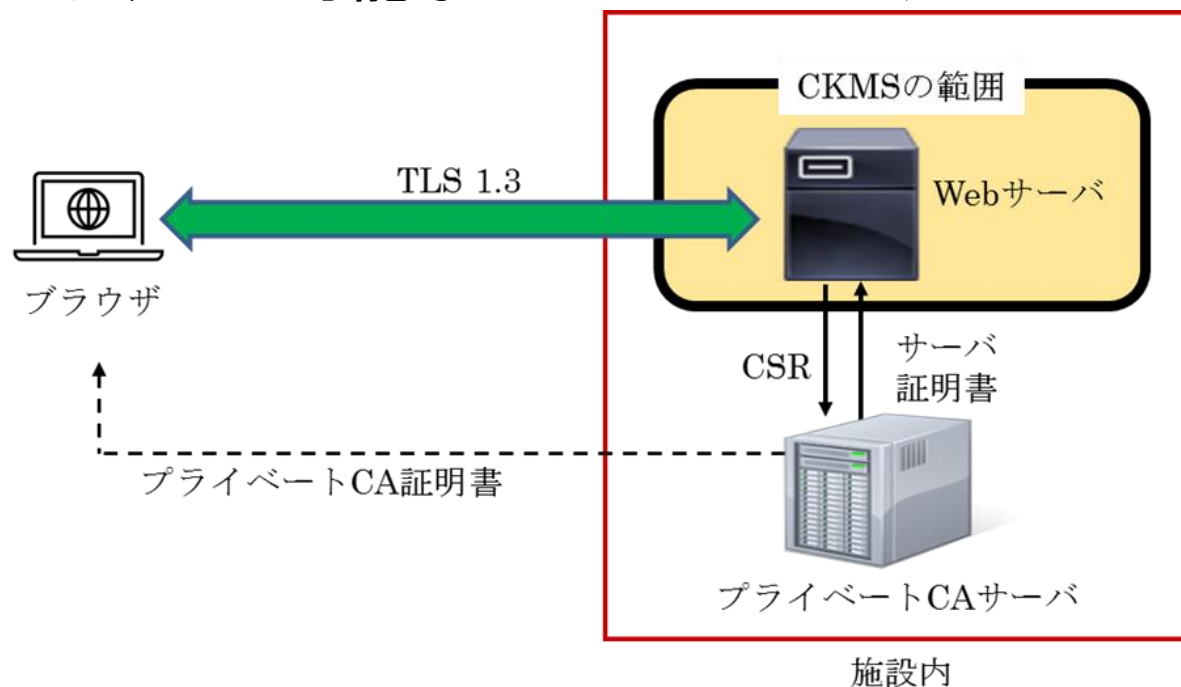 CKMSの範囲
TLS 1.3
Webサーバ
ブラウザ
CSR
サーバ
証明書
プライベートCA証明書
プライベートCAサーバ
施設内